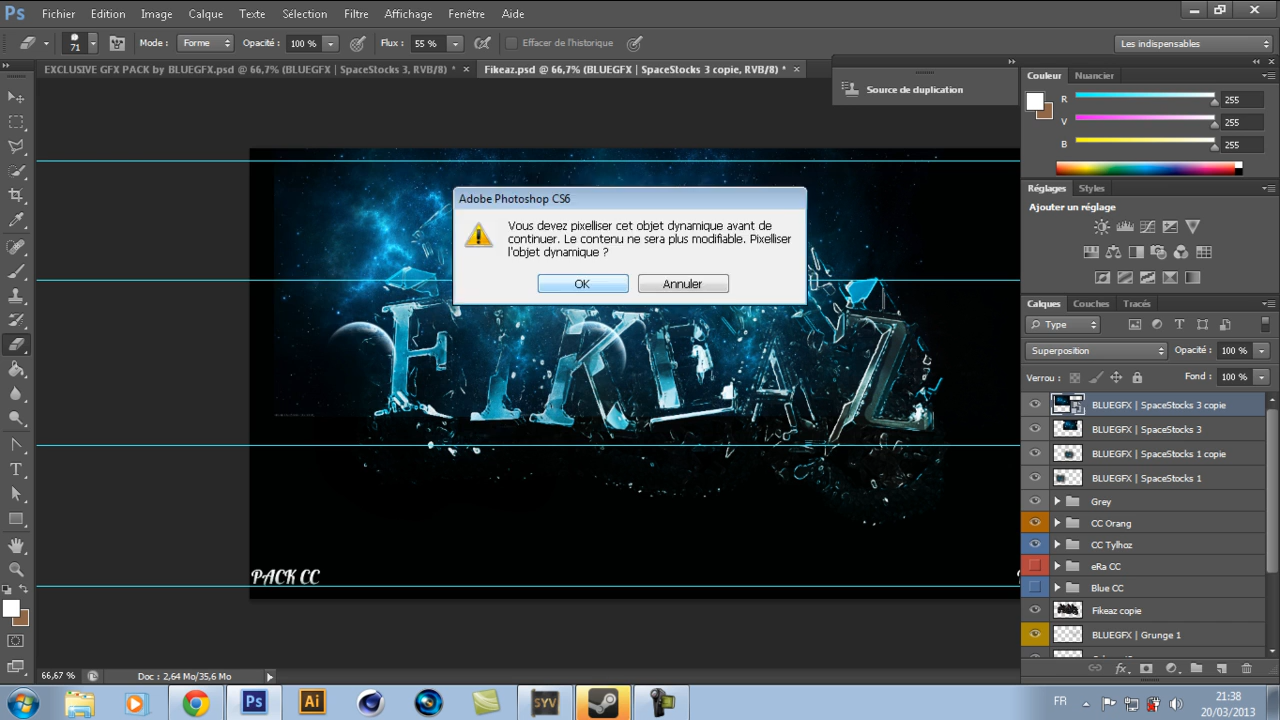 Ps Fichier Edition Image Calque Texte Sélection Filtre Affichage Fenêtre Aide
71 Mode : Forme Opacité : 100 % Flux : 55 % Effacer de l'historique Les indispensables
EXCLUSIVE GFX PACK by BLUEGFX.psd @ 66,7% (BLUEGFX | SpaceStocks 3, RVB/8) * × Fikeaz.psd @ 66,7% (BLUEGFX | SpaceStocks 3 copie, RVB/8) * ×
Source de duplication
Couleur Nuancier
R 255
V 255
B 255
Réglages Styles
Ajouter un réglage
Adobe Photoshop CS6
Vous devez pixelliser cet objet dynamique avant de
continuer. Le contenu ne sera plus modifiable. Pixelliser
l'objet dynamique ?
OK Annuler
FIKEAZ
PACK CC
Calques Couches Tracés
Type
Superposition Opacité : 100 %
Verrou : Fond : 100 %
BLUEGFX | SpaceStocks 3 copie
BLUEGFX | SpaceStocks 3
BLUEGFX | SpaceStocks 1 copie
BLUEGFX | SpaceStocks 1
Grey
CC Orang
CC Tylhoz
eRa CC
Blue CC
Fikeaz copie
BLUEGFX | Grunge 1
66,67 % Doc : 2,64 Mo/35,6 Mo
Ps Ai SYV FR 21:38
20/03/2013